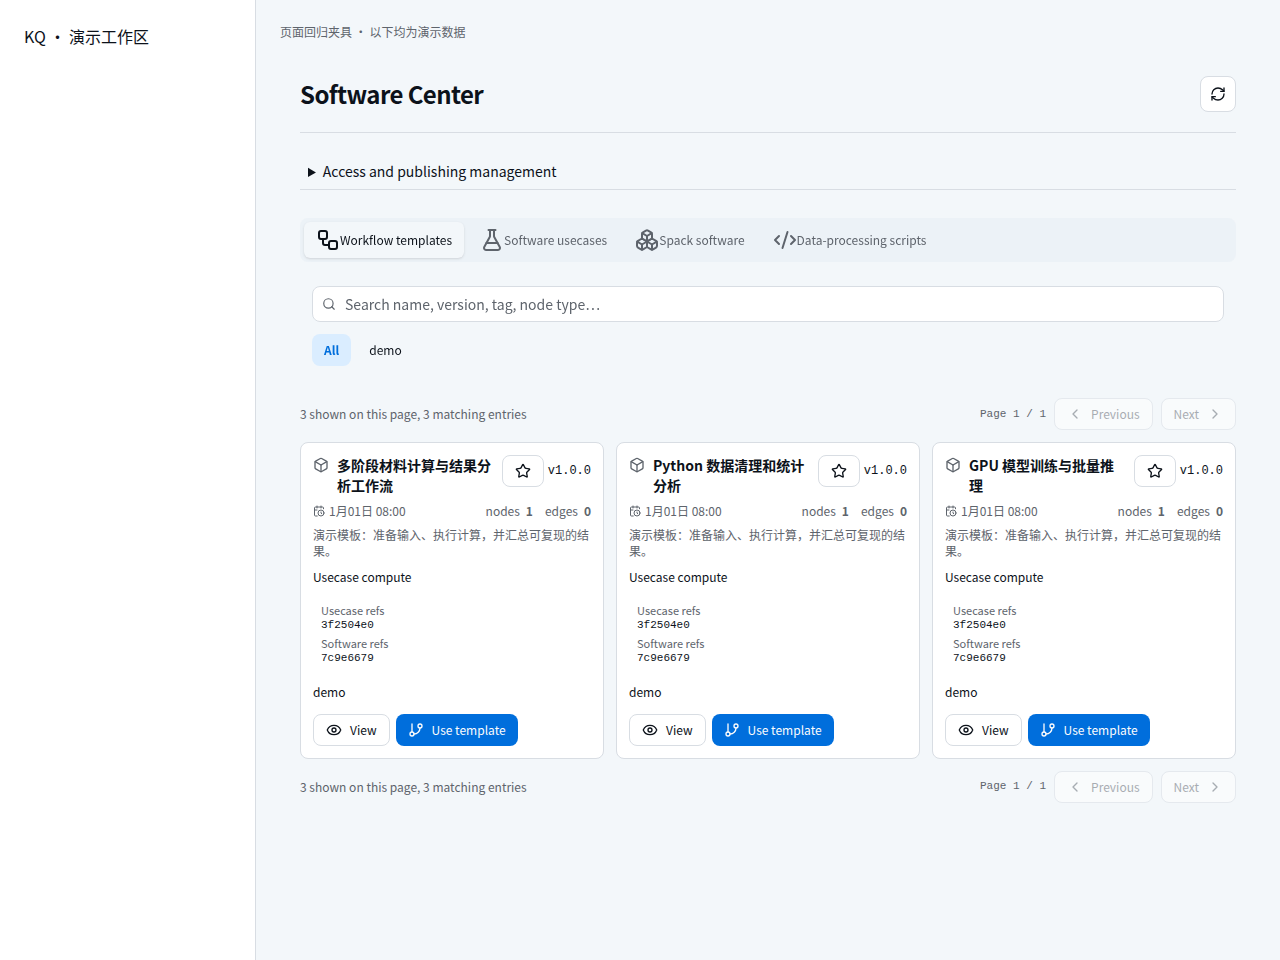 KQ · 演示工作区
页面回归夹具 · 以下均为演示数据
Software Center
Access and publishing management
Workflow templates
Software usecases
Spack software
Data-processing scripts
Search name, version, tag, node type…
All
demo
3 shown on this page, 3 matching entries
Page 1 / 1
Previous
Next
多阶段材料计算与结果分
析工作流
v1.0.0
1月01日 08:00
nodes 1 edges 0
演示模板：准备输入、执行计算，并汇总可复现的结
果。
Usecase compute
Usecase refs
3f2504e0
Software refs
7c9e6679
demo
View
Use template
Python 数据清理和统计
分析
v1.0.0
1月01日 08:00
nodes 1 edges 0
演示模板：准备输入、执行计算，并汇总可复现的结
果。
Usecase compute
Usecase refs
3f2504e0
Software refs
7c9e6679
demo
View
Use template
GPU 模型训练与批量推
理
v1.0.0
1月01日 08:00
nodes 1 edges 0
演示模板：准备输入、执行计算，并汇总可复现的结
果。
Usecase compute
Usecase refs
3f2504e0
Software refs
7c9e6679
demo
View
Use template
3 shown on this page, 3 matching entries
Page 1 / 1
Previous
Next